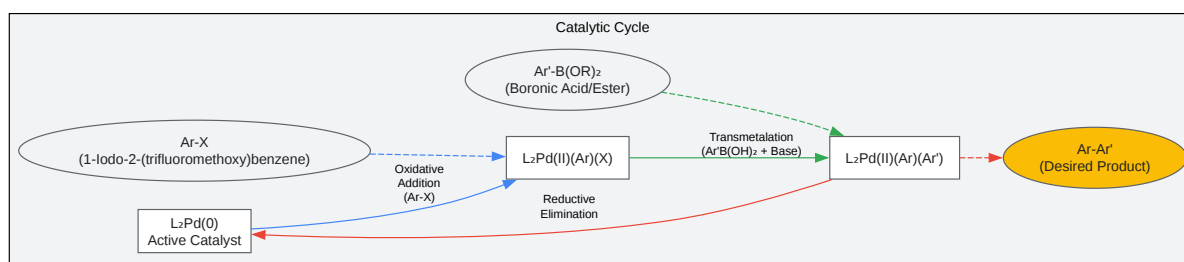 Catalytic Cycle
Ar'-B(OR)₂
(Boronic Acid/Ester)
Ar-X
(1-Iodo-2-(trifluoromethoxy)benzene)
L₂Pd(II)(Ar)(X)
Transmetalation
(Ar'B(OH)₂ + Base)
L₂Pd(II)(Ar)(Ar')
Ar-Ar'
(Desired Product)
Oxidative
Addition
(Ar-X)
Reductive
Elimination
L₂Pd(0)
Active Catalyst